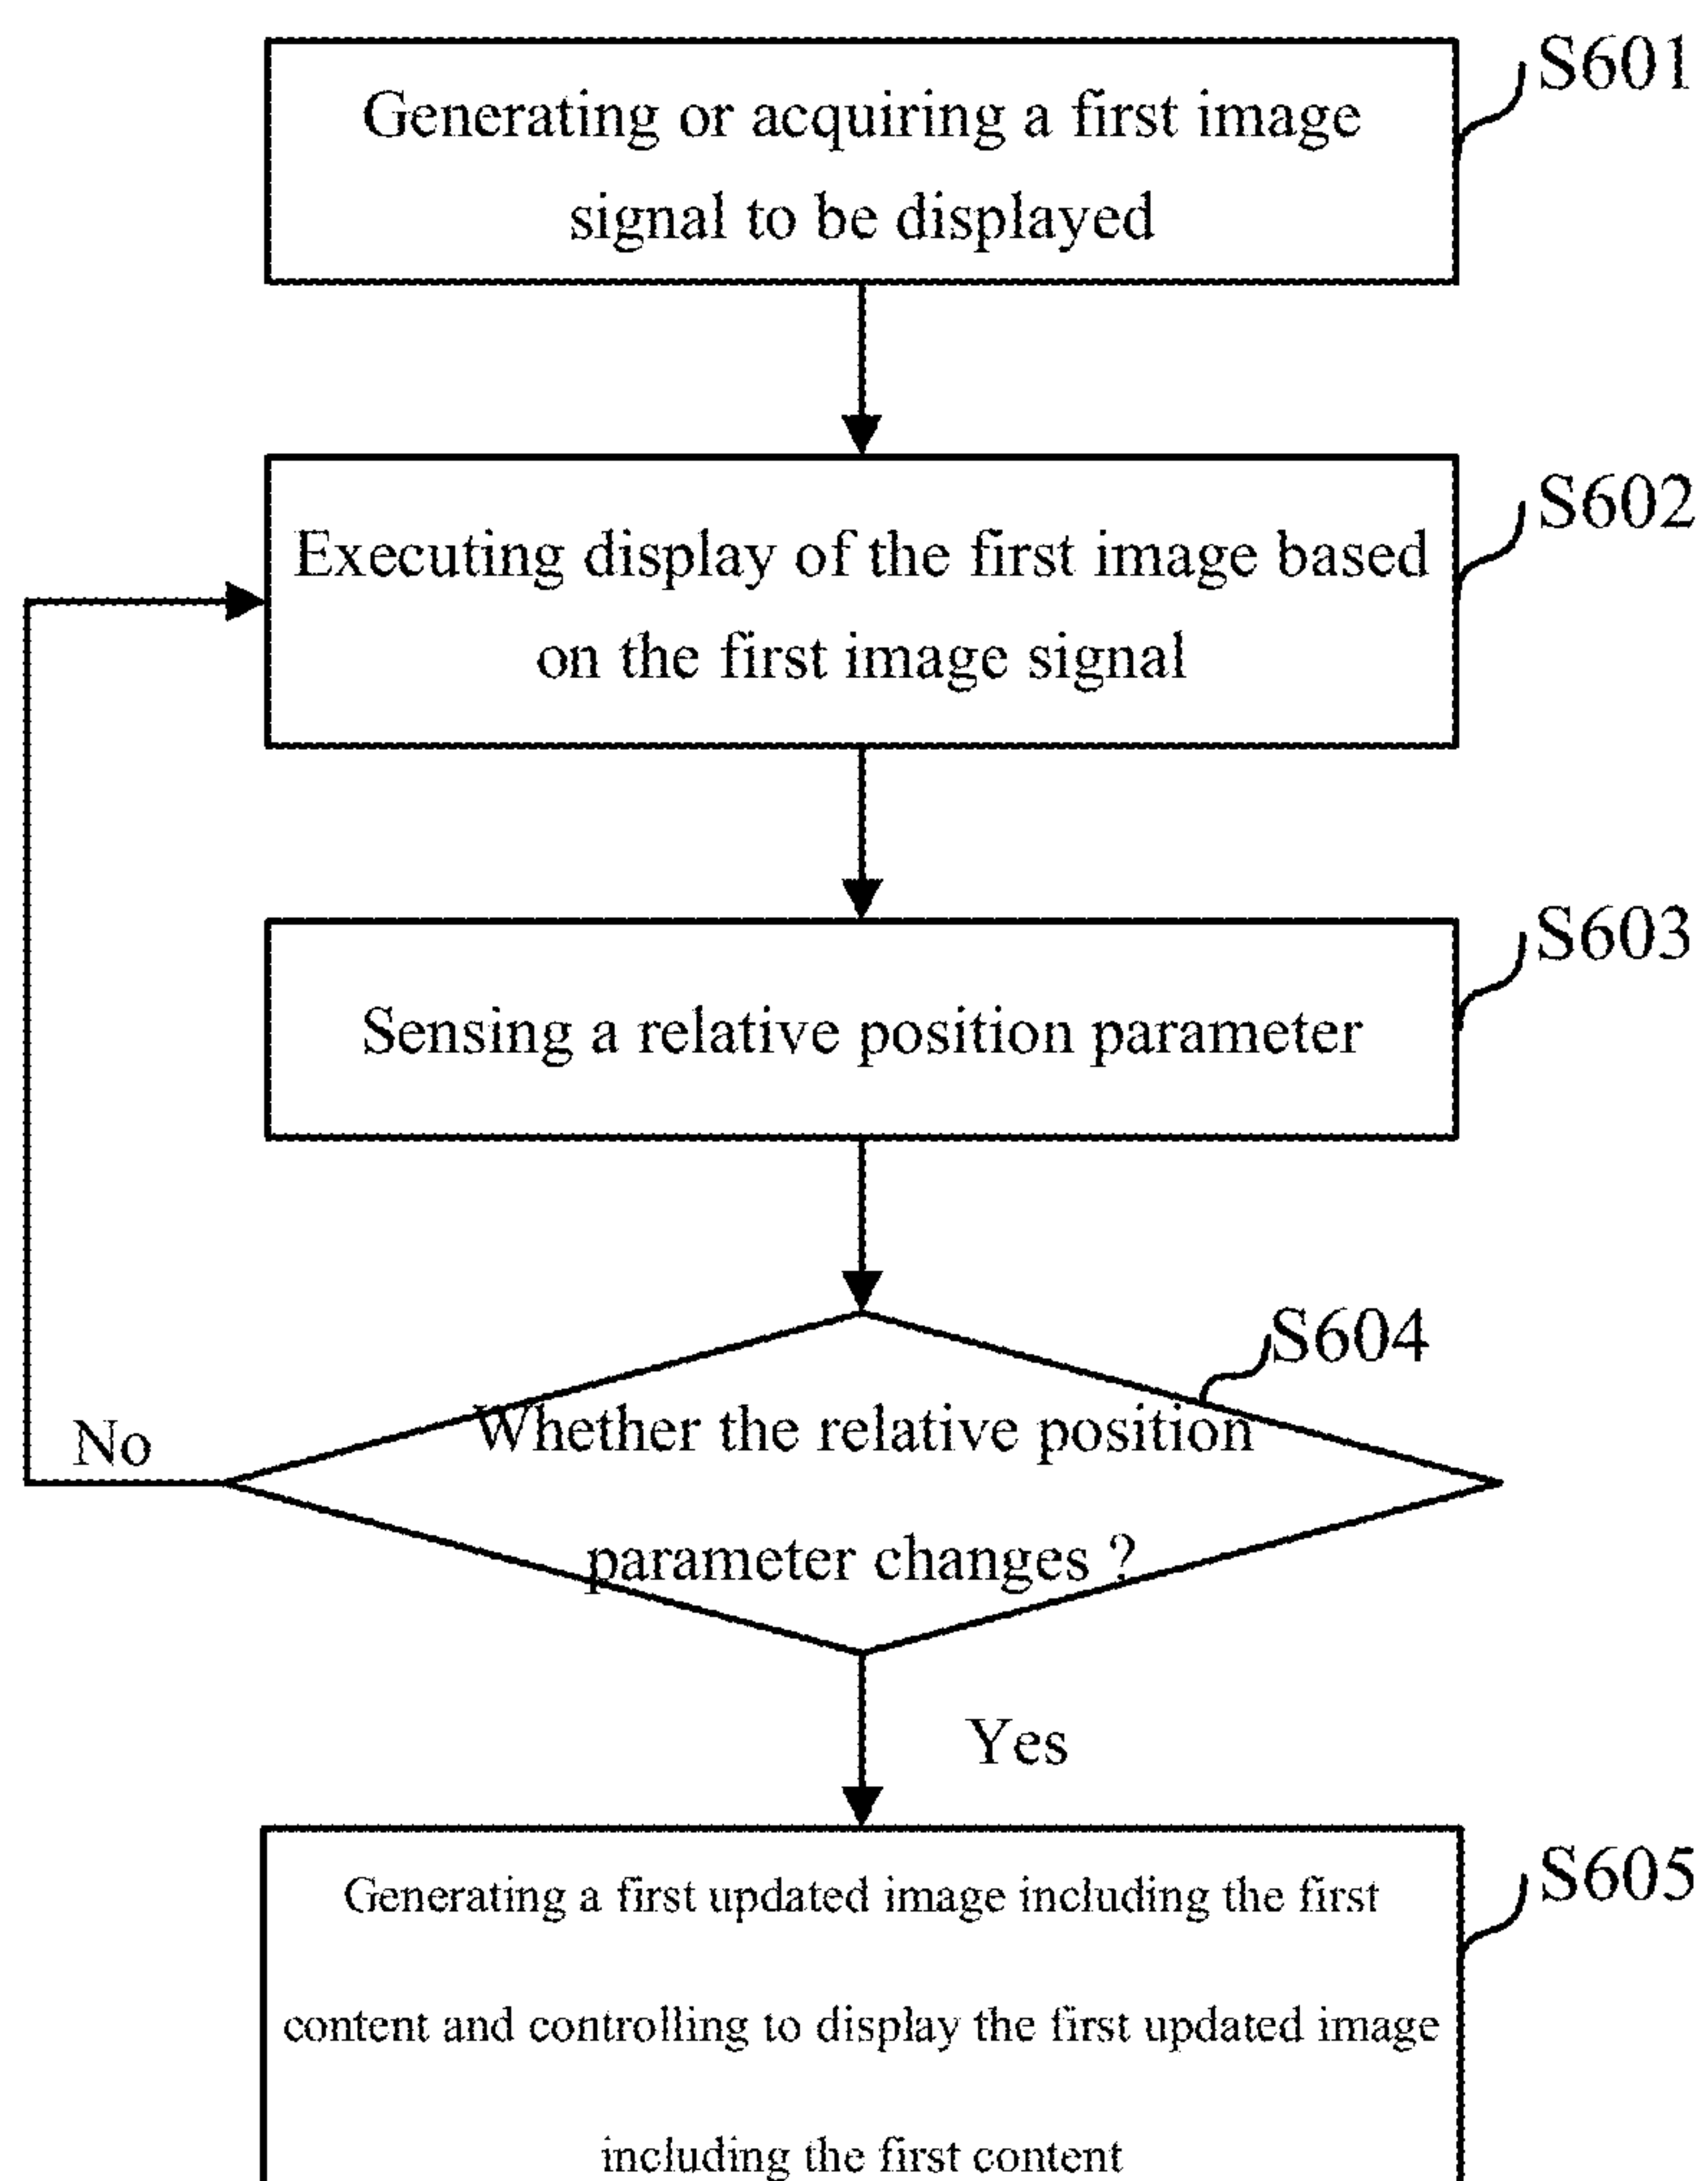 S601
Generating or acquiring a first image
signal to be displayed
S602
Executing display of the first image based
on the first image signal
S603
Sensing a relative position parameter
S604
Whether the relative position
parameter changes ?
No
Yes
S605
Generating a first updated image including the first
content and controlling to display the first updated image
including the first content